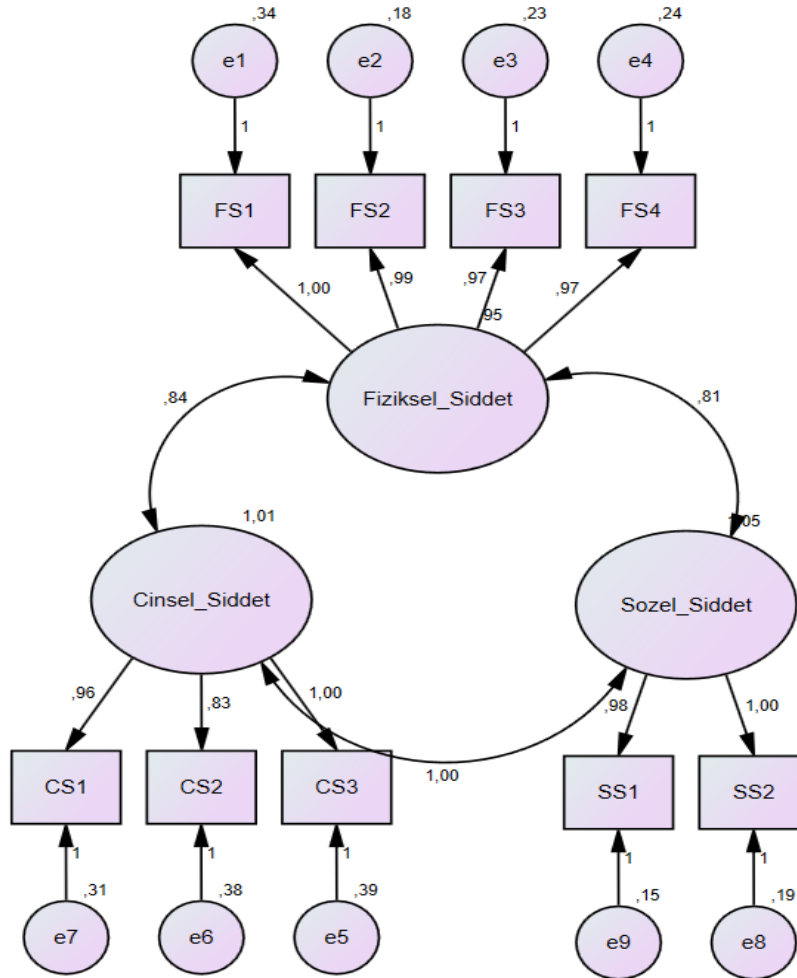 ,34 ,18 ,23 ,24
e1 e2 e3 e4
1 1 1 1
FS1 FS2 FS3 FS4
1,00 ,99 ,97 ,97
,95
Fiziksel_Siddet
,84 ,81
1,01 1,05
Cinsel_Siddet Sozel_Siddet
,96 ,83 1,00 ,98 1,00
1,00
CS1 CS2 CS3 SS1 SS2
1 1 1 1 1
,31 ,38 ,39 ,15 ,19
e7 e6 e5 e9 e8